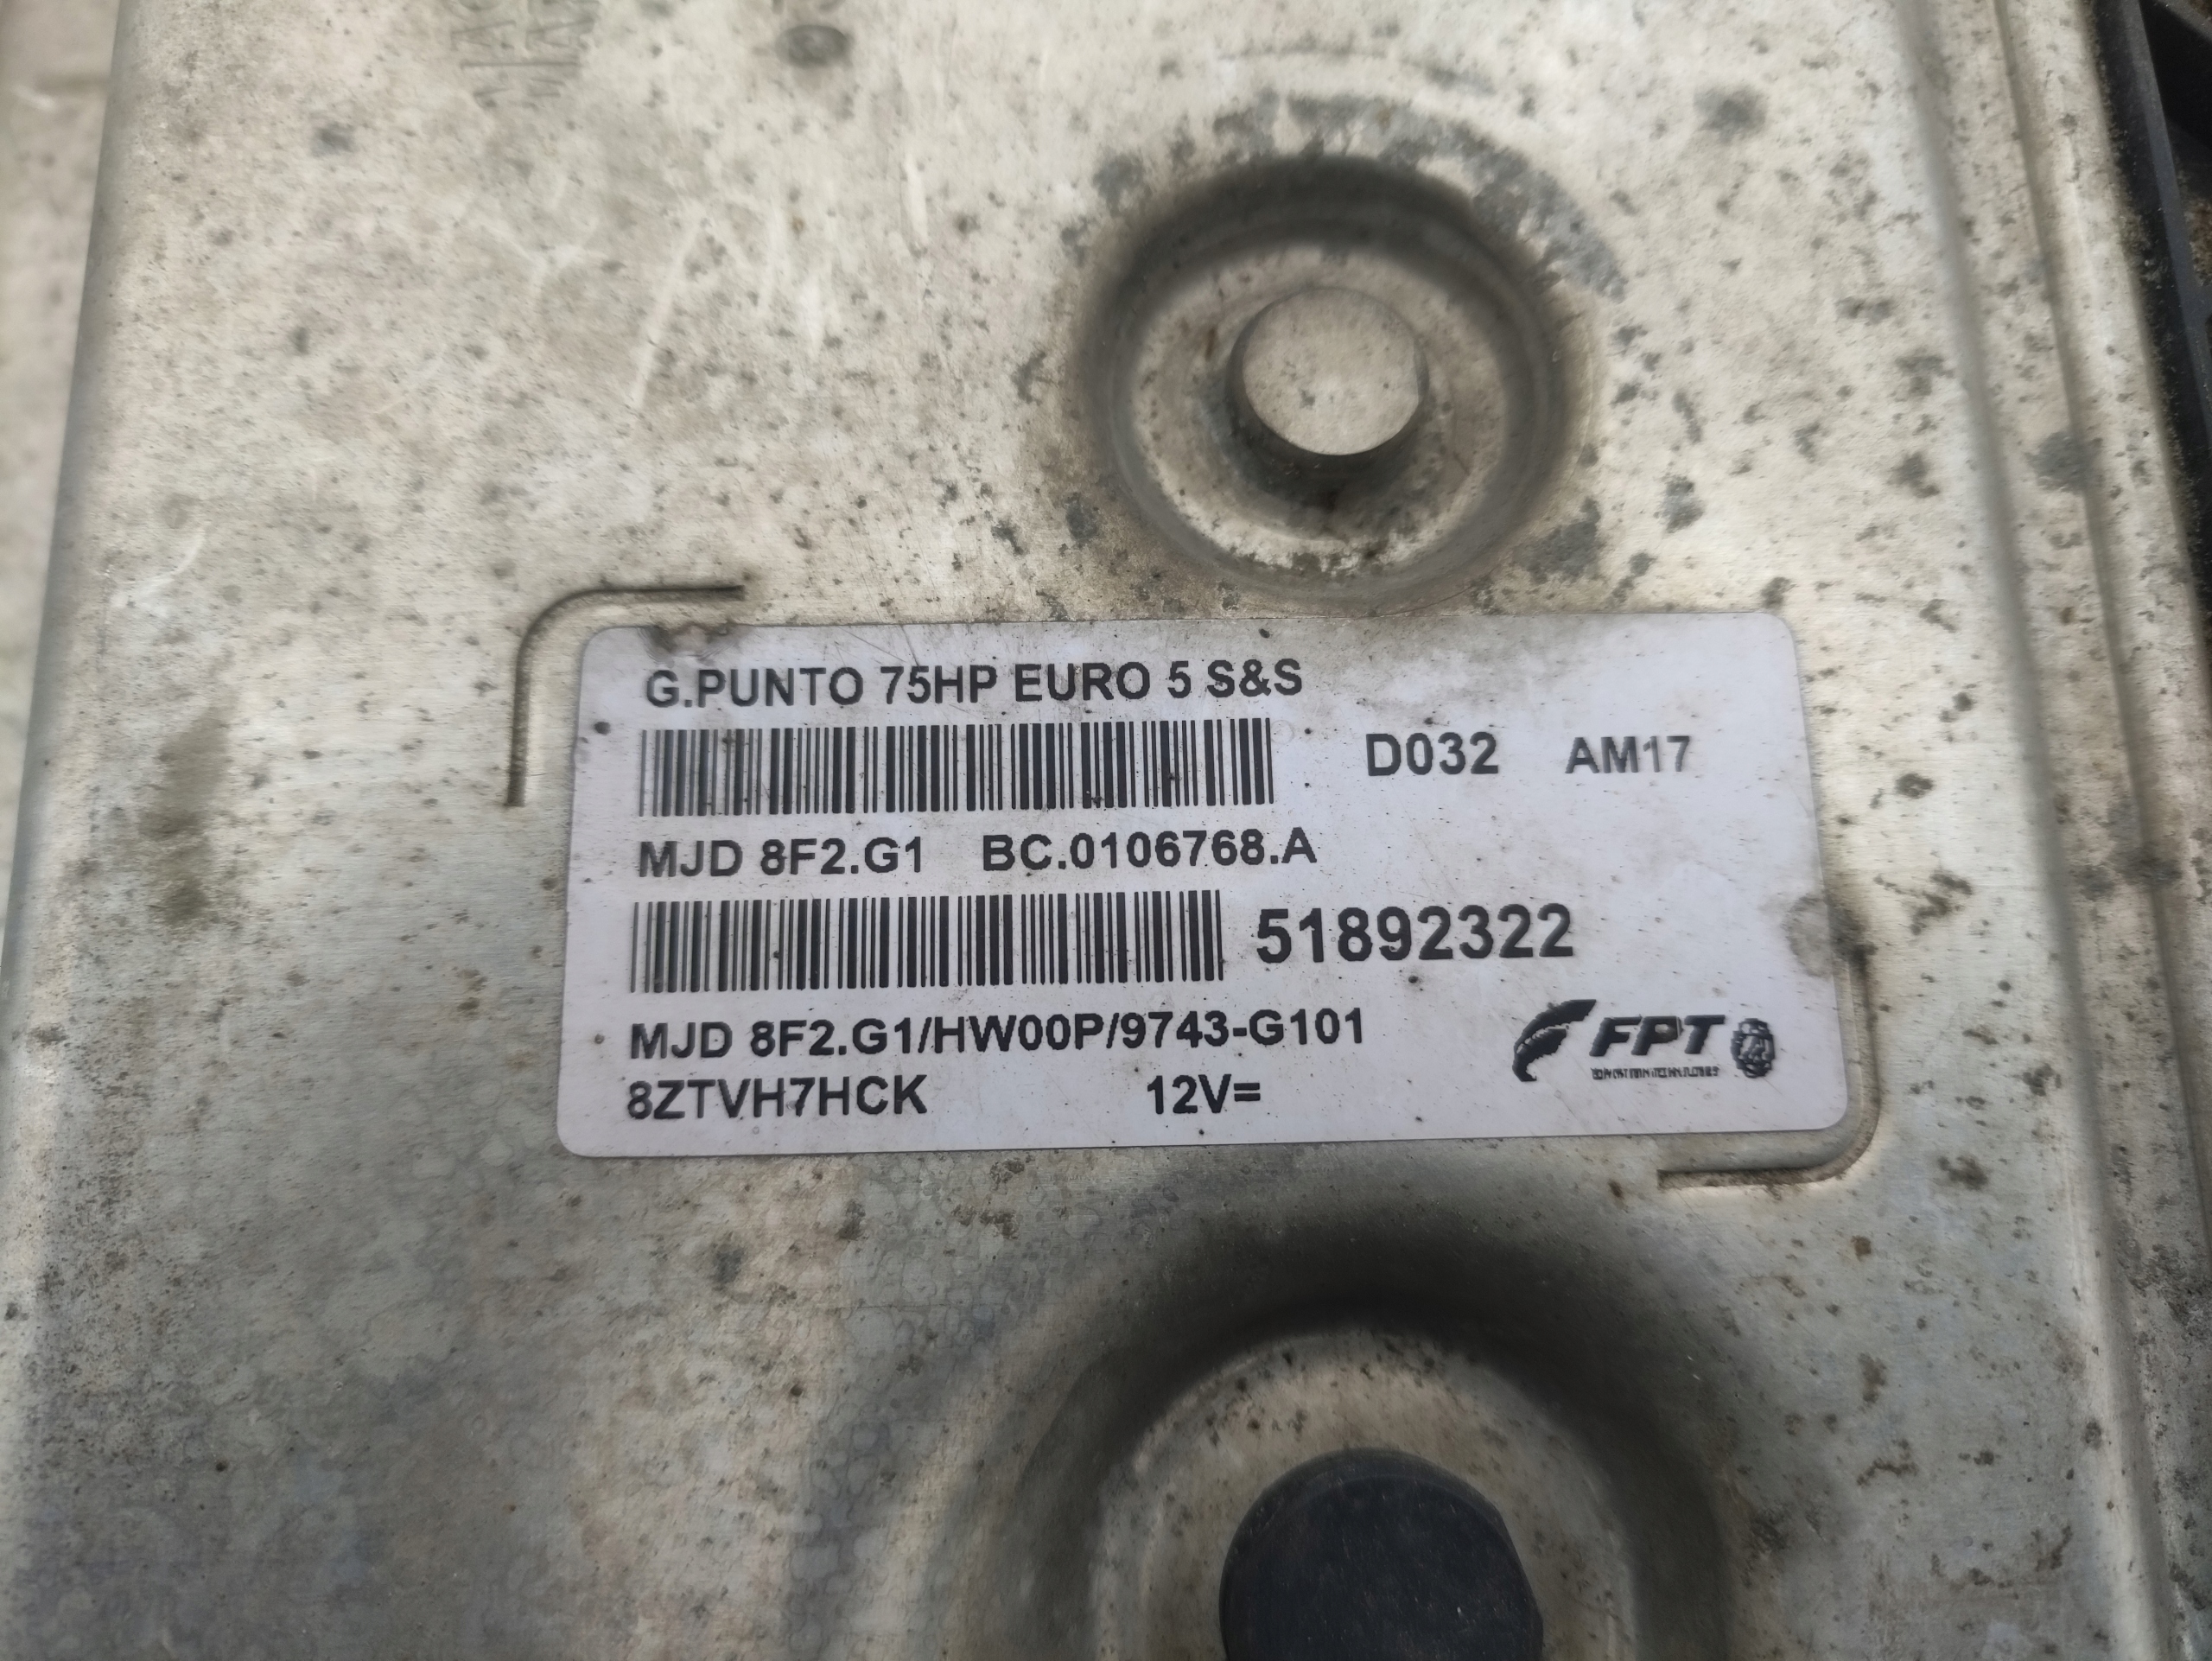 G.PUNTO 75HP EURO 5 S&S
D032 AM17
MJD 8F2.G1 BC.0106768.A
51892322
MJD 8F2.G1/HW00P/9743-G101
FPT
8ZTVH7HCK 12V=